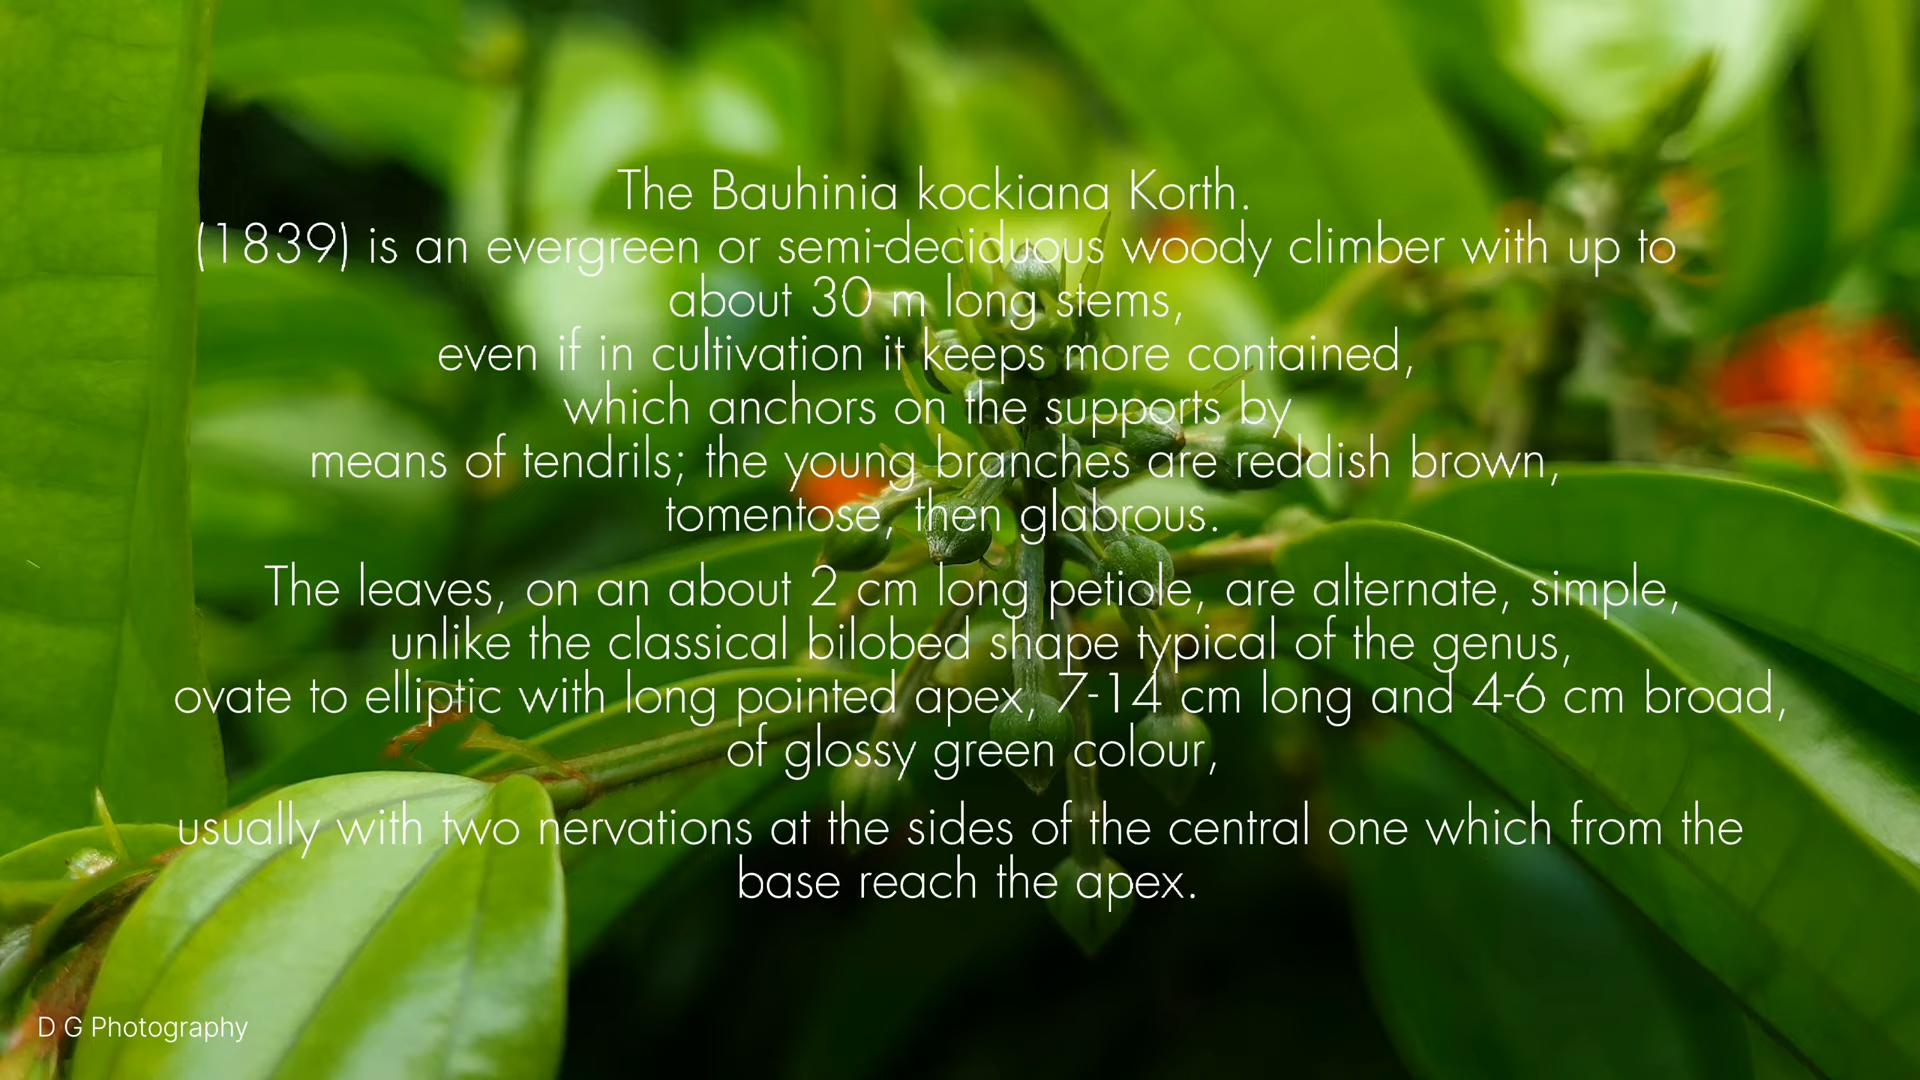 The Bauhinia kockiana Korth.
(1839) is an evergreen or semi-deciduous woody climber with up to
about 30 m long stems,
even if in cultivation it keeps more contained,
which anchors on the supports by
means of tendrils; the young branches are reddish brown,
tomentose, then glabrous.
The leaves, on an about 2 cm long petiole, are alternate, simple,
unlike the classical bilobed shape typical of the genus,
ovate to elliptic with long pointed apex, 7-14 cm long and 4-6 cm broad,
of glossy green colour,
usually with two nervations at the sides of the central one which from the
base reach the apex.
D G Photography